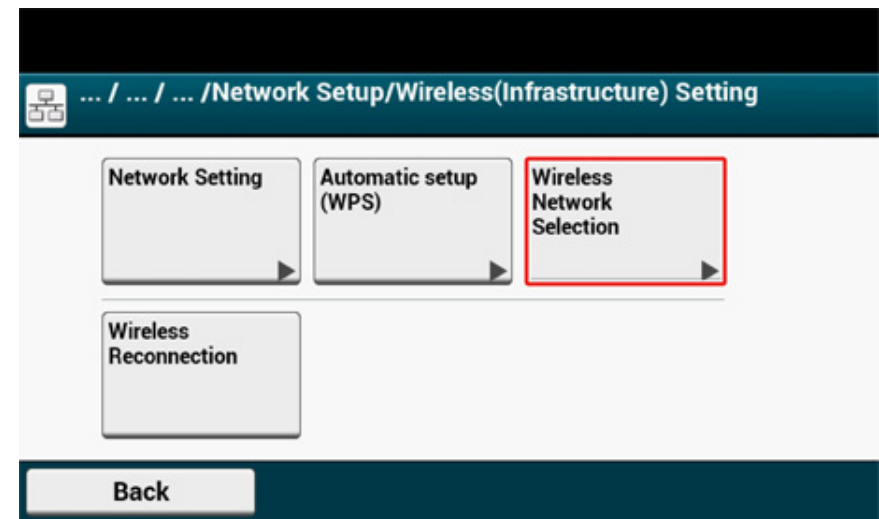 ... / ... / ... /Network Setup/Wireless(Infrastructure) Setting
Network Setting
Automatic setup
(WPS)
Wireless
Network
Selection
Wireless
Reconnection
Back